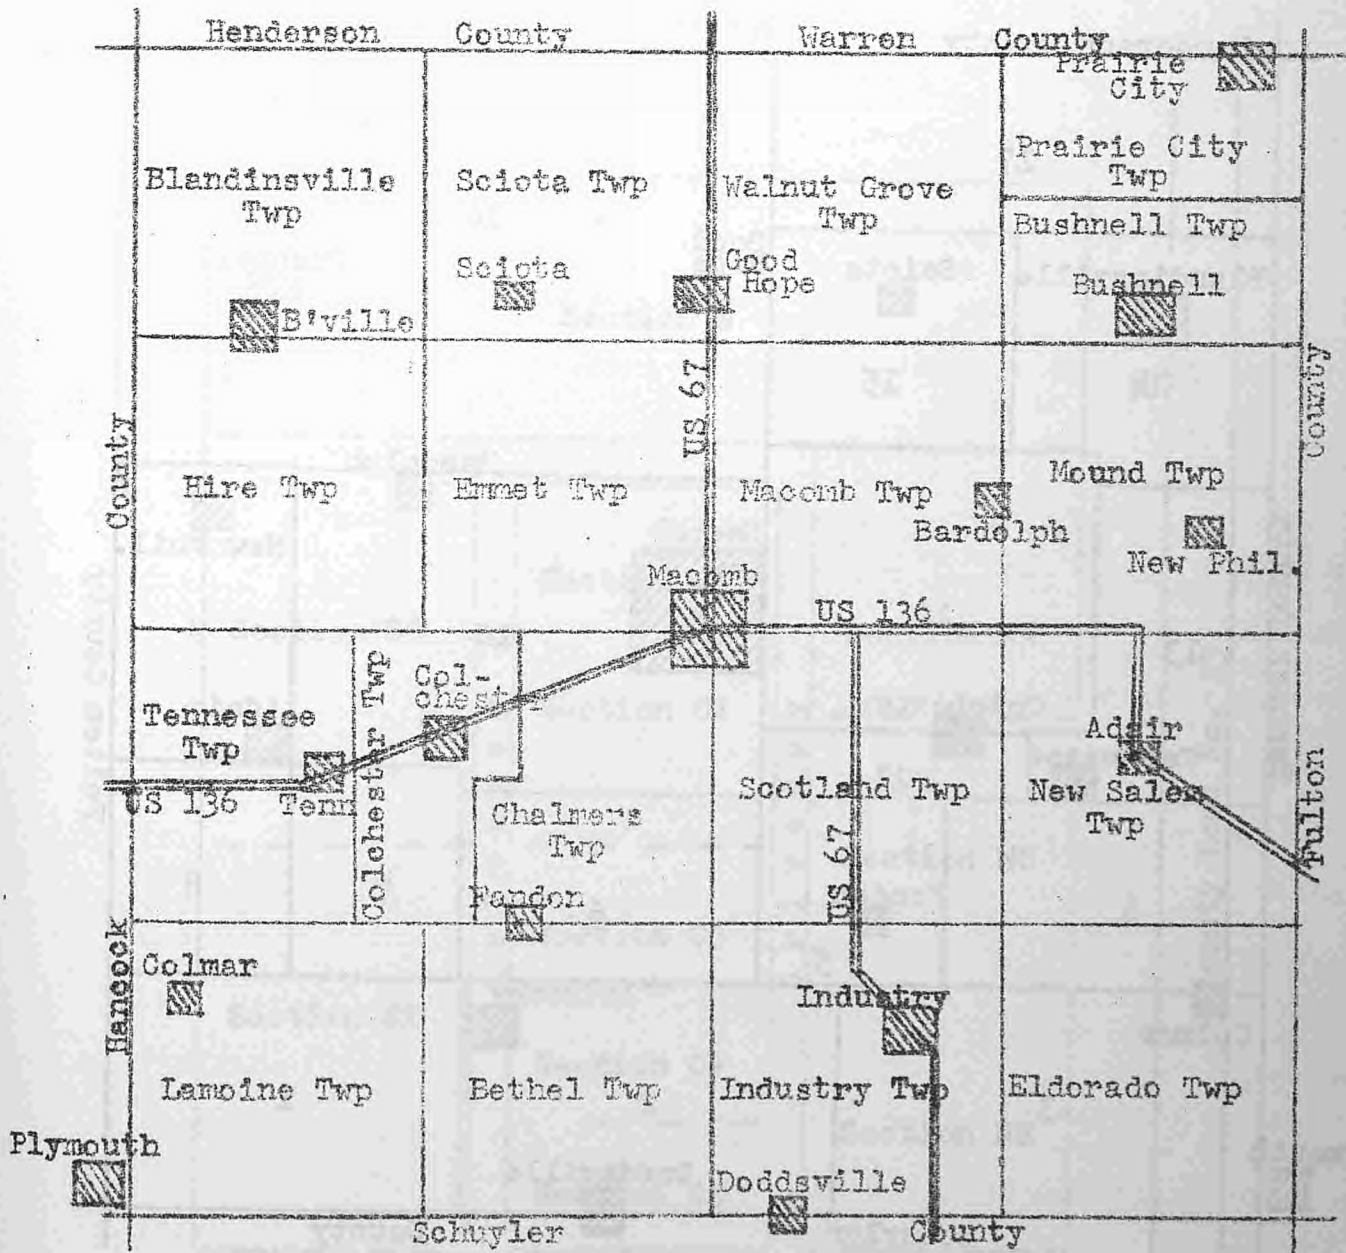 Henderson County
Warren County
Prairie
City
Prairie City
Twp
Blandinsville
Twp
Sciota Twp
Walnut Grove
Twp
Bushnell Twp
Sciota
Good
Hope
Bushnell
B'ville
US 67
County
County
Hire Twp
Emmet Twp
Macomb Twp
Mound Twp
Bardolph
New Phil.
Macomb
US 136
Colchester Twp
Col-
chester
Tennessee
Twp
Adair
US 136
Tenn
Scotland Twp
New Salem
Twp
Chalmers
Twp
US 67
Fulton
Fandon
Hancock
Colmar
Industry
Lamoine Twp
Bethel Twp
Industry Twp
Eldorado Twp
Plymouth
Doddsville
Schuyler County